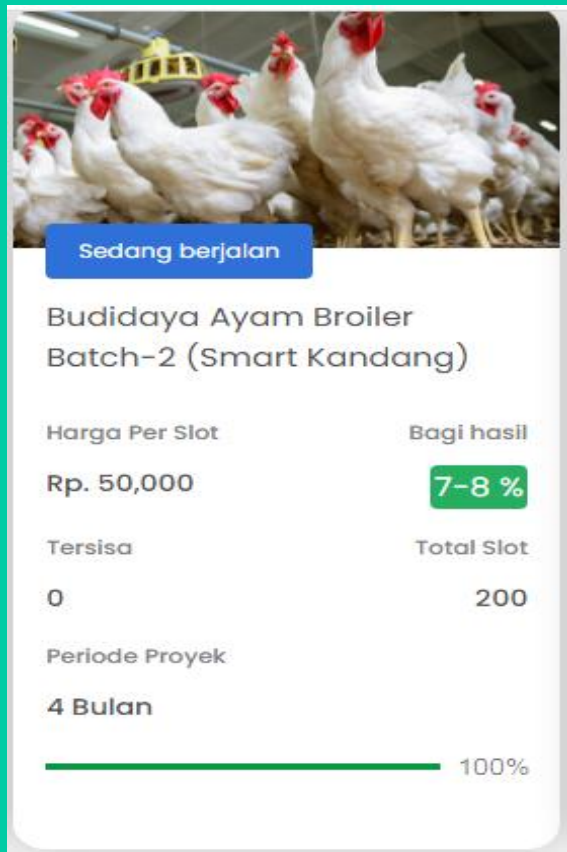 Sedang berjalan
Budidaya Ayam Broiler
Batch-2 (Smart Kandang)
Harga Per Slot Bagi hasil
Rp. 50,000 7-8 %
Tersisa Total Slot
0 200
Periode Proyek
4 Bulan
100%